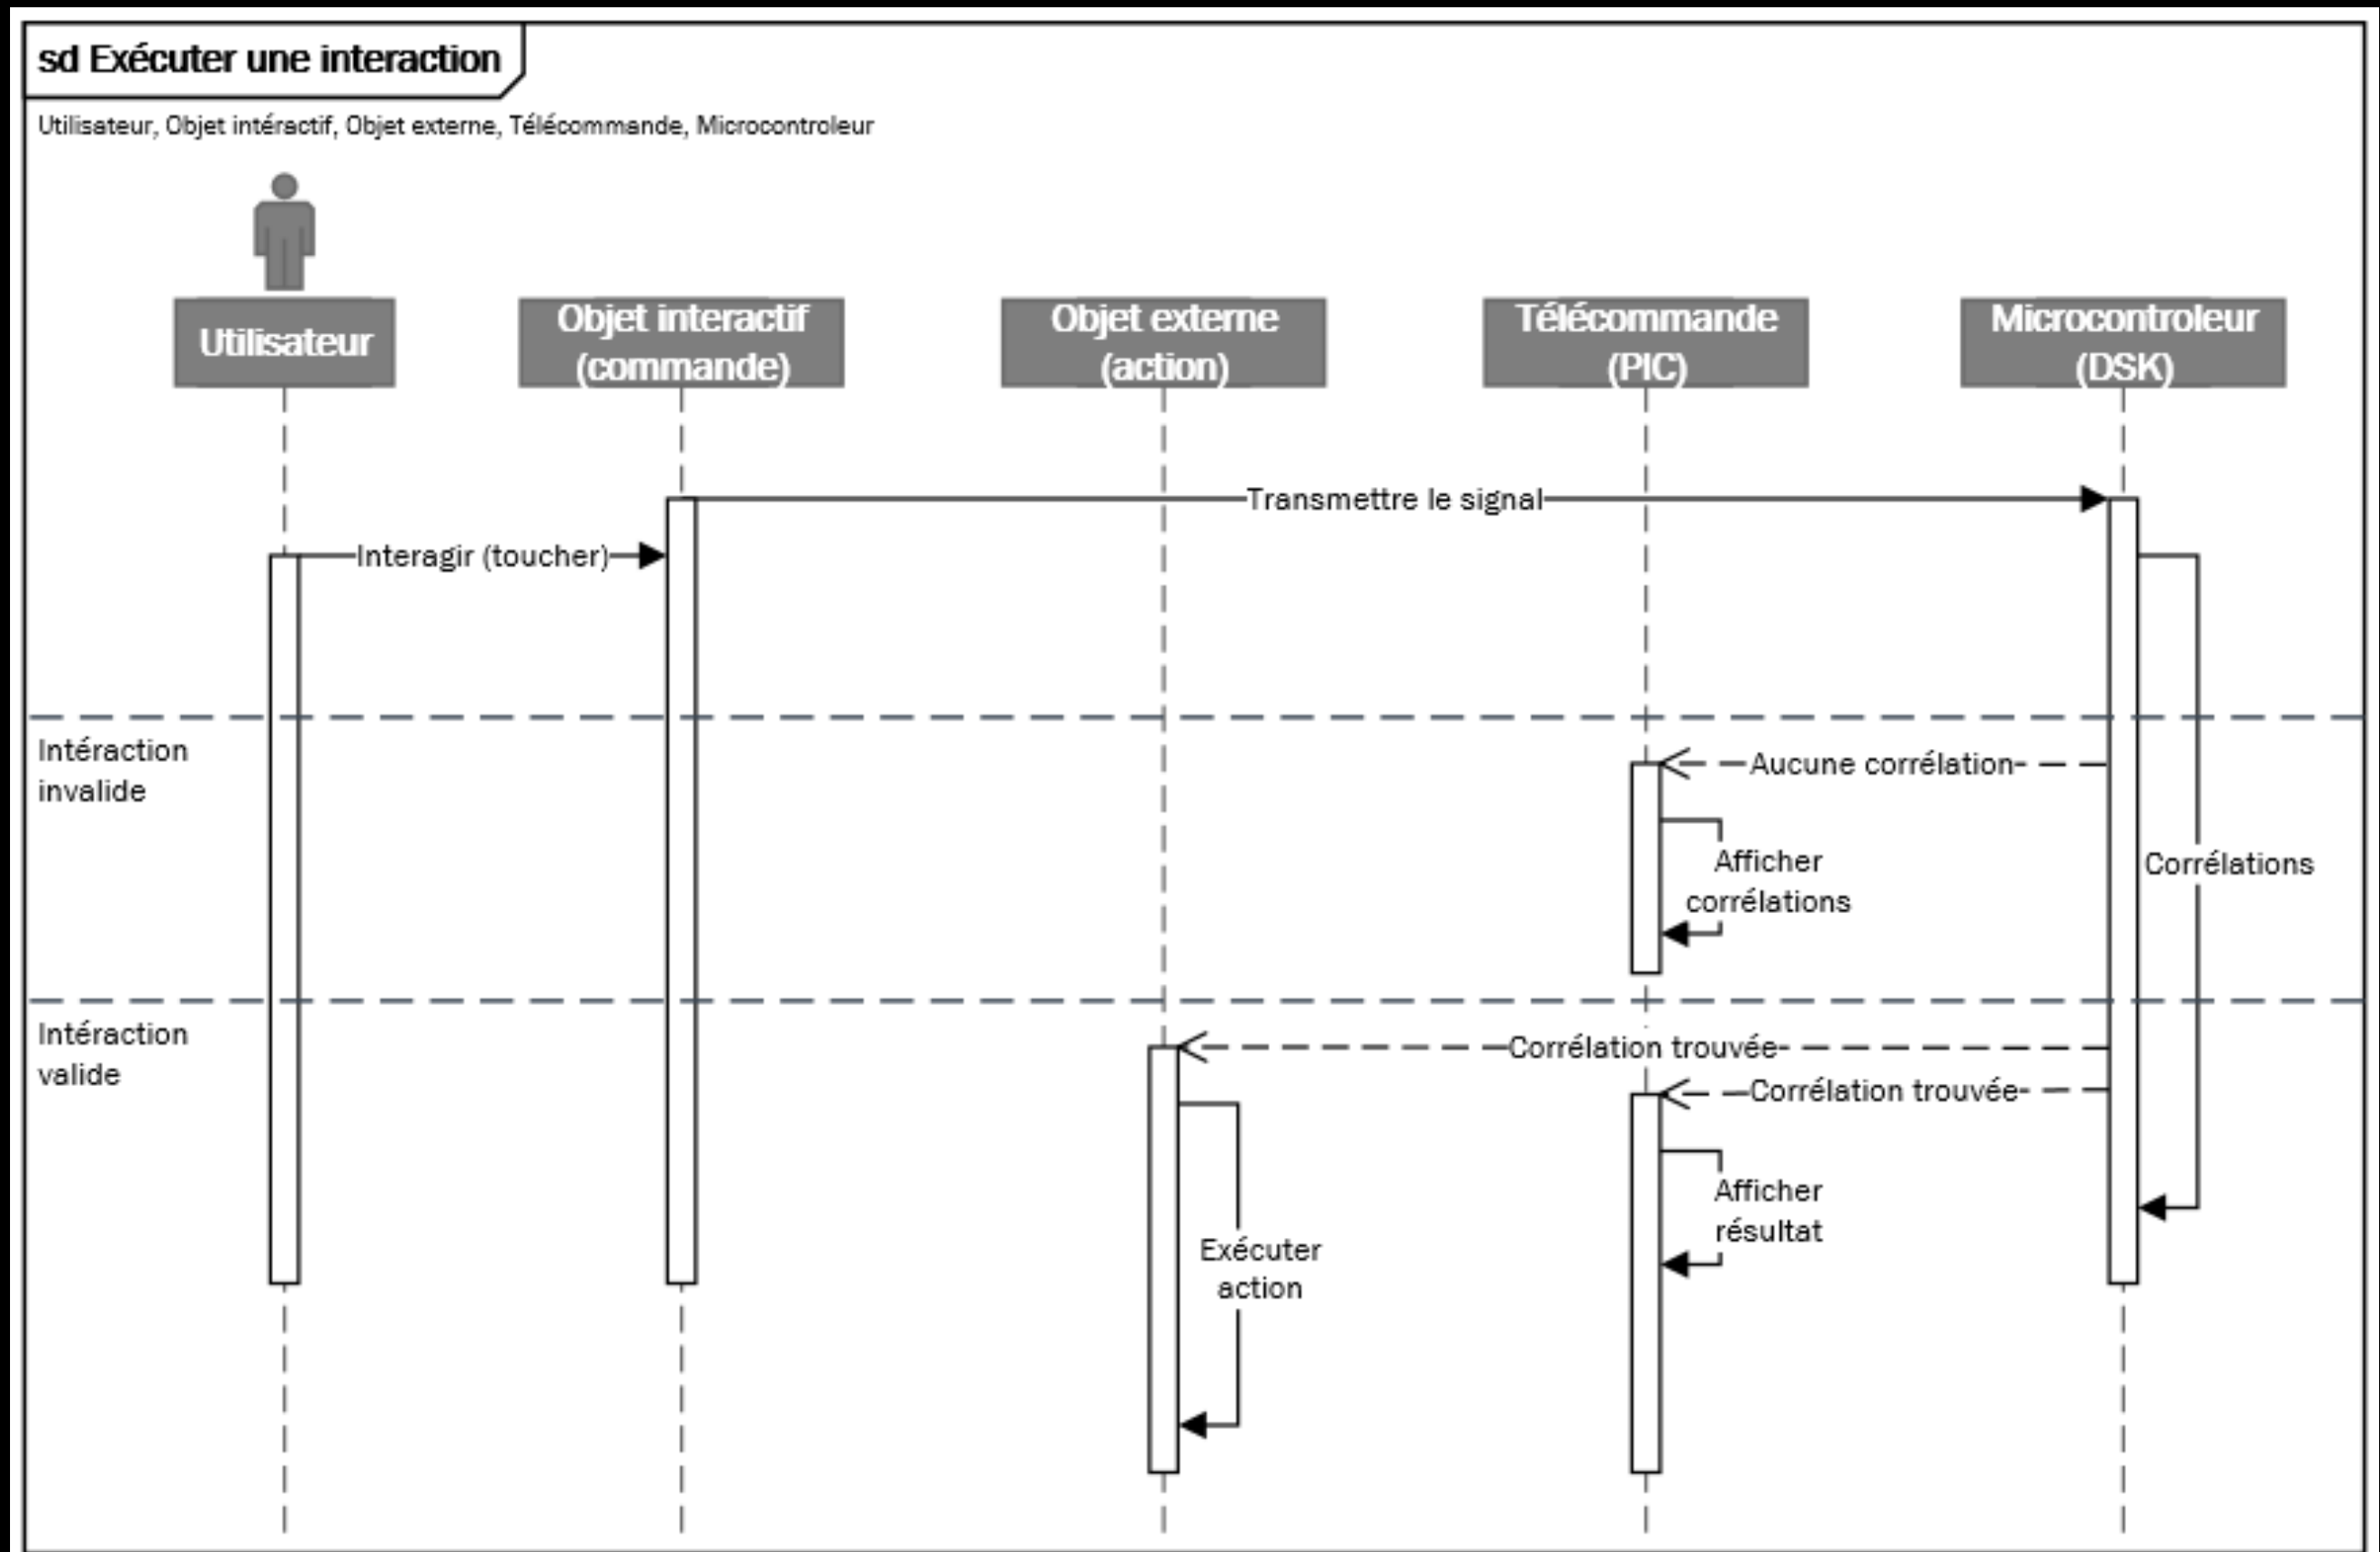 sd Exécuter une interaction
Utilisateur, Objet intéractif, Objet externe, Télécommande, Microcontroleur
Utilisateur
Objet interactif
(commande)
Objet externe
(action)
Télécommande
(PIC)
Microcontroleur
(DSK)
Transmettre le signal
Interagir (toucher)
Intéraction
invalide
Aucune corrélation
Afficher
corrélations
Corrélations
Intéraction
valide
Corrélation trouvée
Corrélation trouvée
Afficher
résultat
Exécuter
action